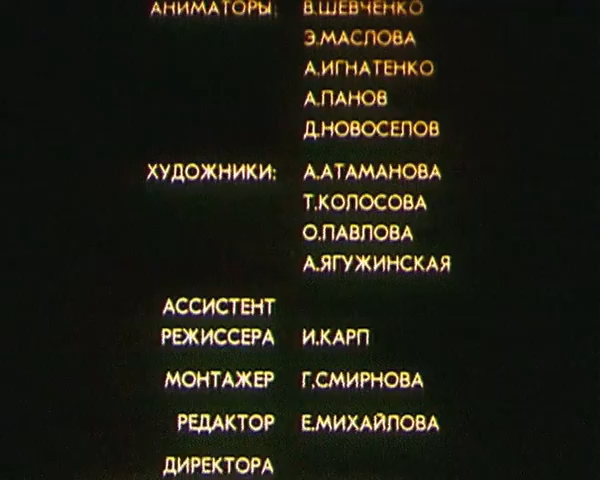 АНИМАТОРЫ: В.ШЕВЧЕНКО
Э.МАСЛОВА
А.ИГНАТЕНКО
А.ПАНОВ
Д.НОВОСЕЛОВ
ХУДОЖНИКИ: А.АТАМАНОВА
Т.КОЛОСОВА
О.ПАВЛОВА
А.ЯГУЖИНСКАЯ
АССИСТЕНТ
РЕЖИССЕРА И.КАРП
МОНТАЖЕР Г.СМИРНОВА
РЕДАКТОР Е.МИХАЙЛОВА
ДИРЕКТОРА